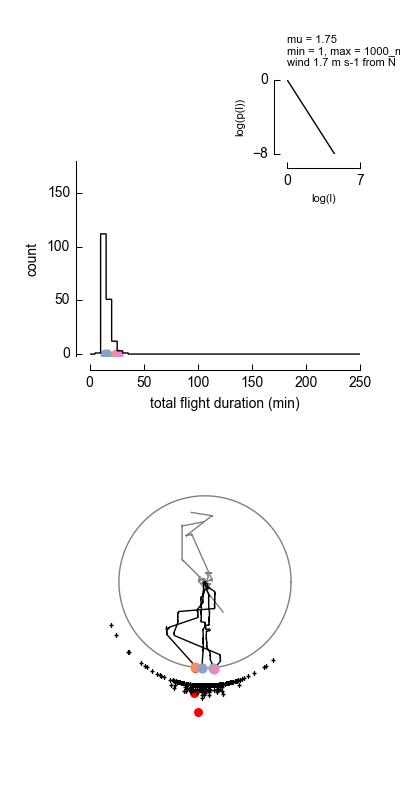 mu = 1.75
min = 1, max = 1000_m
wind 1.7 m s-1 from N
0
log(p(l))
−8
0
7
log(l)
150
100
count
50
0
0
50
100
150
200
250
total flight duration (min)